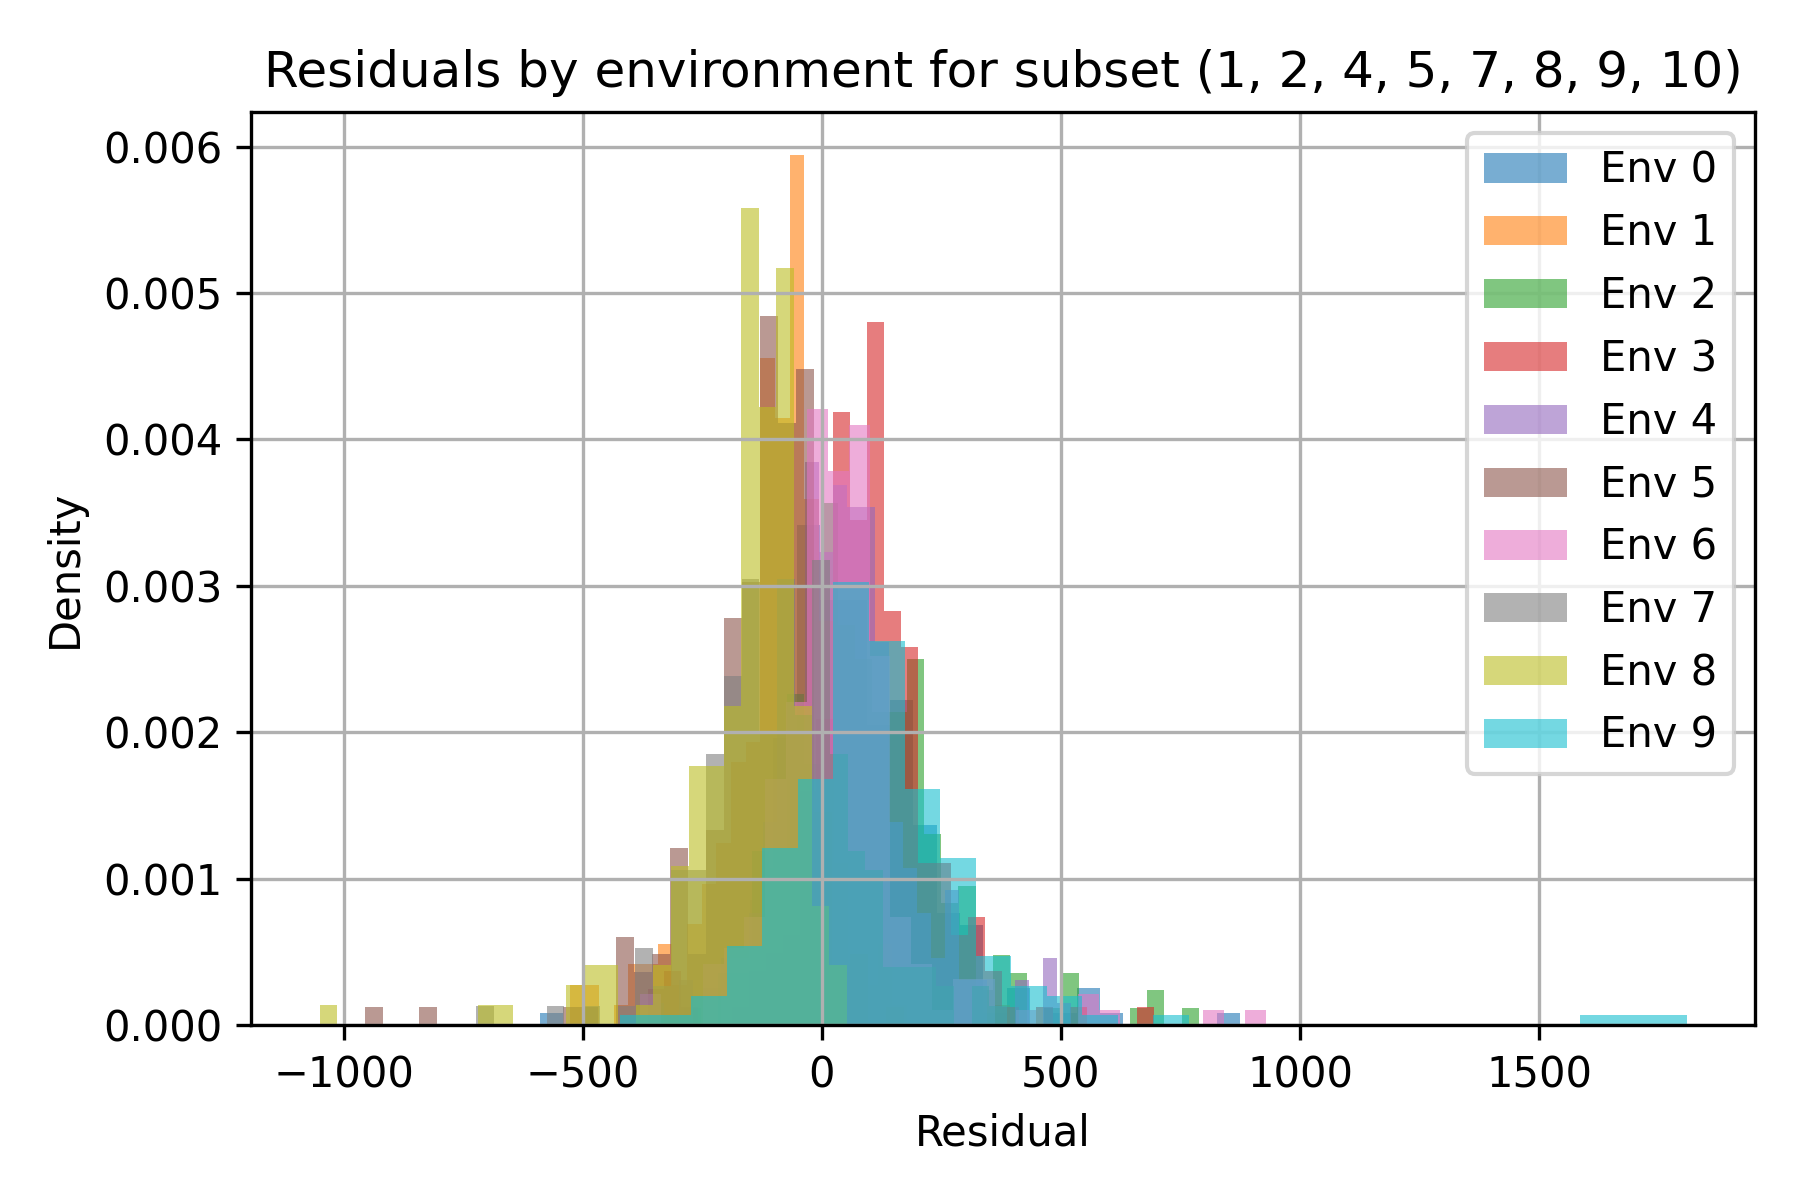 Residuals by environment for subset (1, 2, 4, 5, 7, 8, 9, 10)
0.006
0.005
0.004
0.003
0.002
0.001
0.000
Density
Env 0
Env 1
Env 2
Env 3
Env 4
Env 5
Env 6
Env 7
Env 8
Env 9
−1000
−500
0
500
1000
1500
Residual